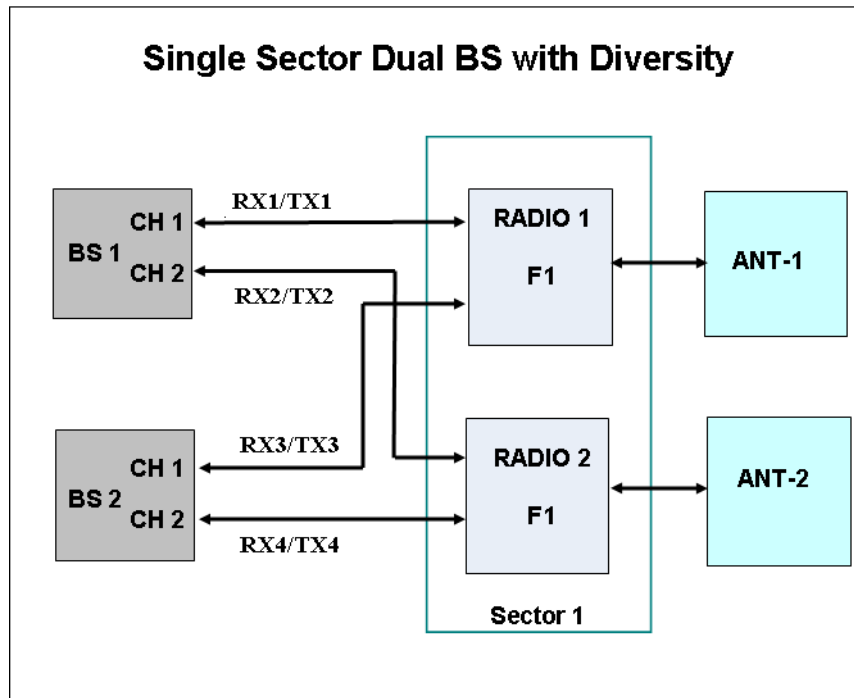 Single Sector Dual BS with Diversity
RX1/TX1
CH 1
BS 1
CH 2
RX2/TX2
RADIO 1
F1
ANT-1
RX3/TX3
CH 1
BS 2
CH 2
RX4/TX4
RADIO 2
F1
ANT-2
Sector 1